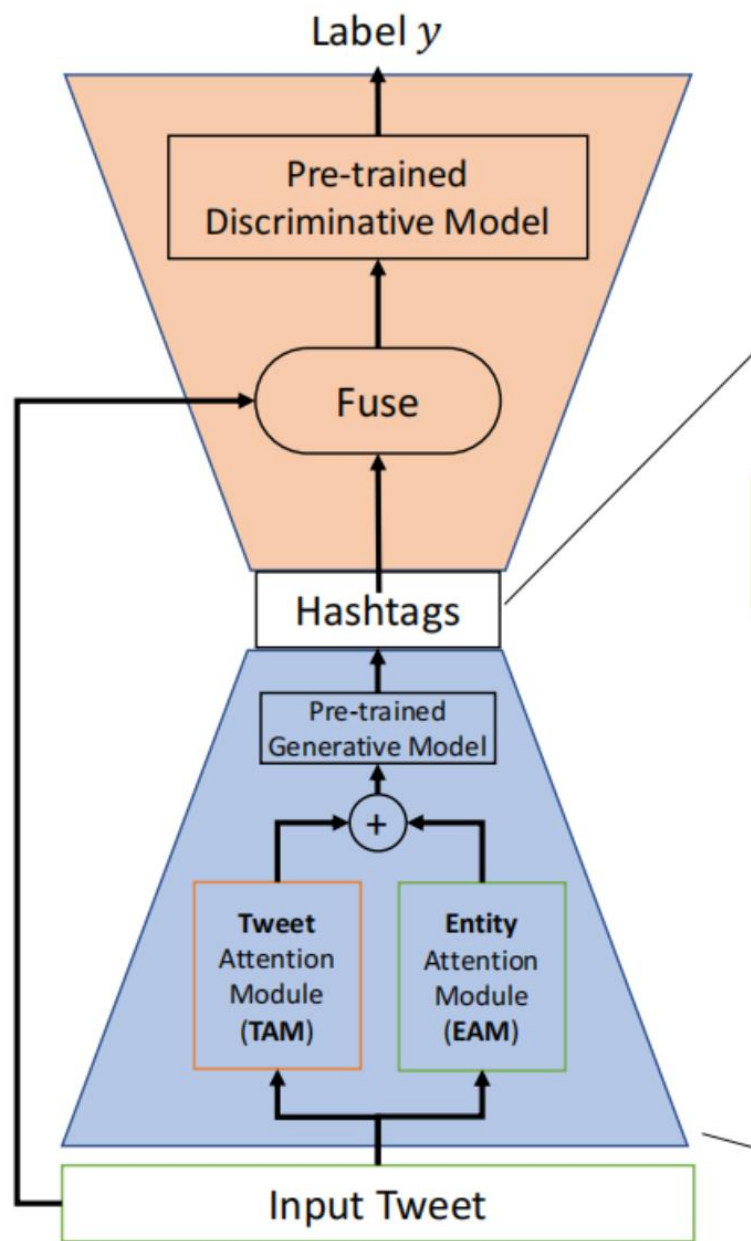 Label y
Pre-trained
Discriminative Model
Fuse
Hashtags
Pre-trained
Generative Model
+
Tweet
Attention
Module
(TAM)
Entity
Attention
Module
(EAM)
Input Tweet